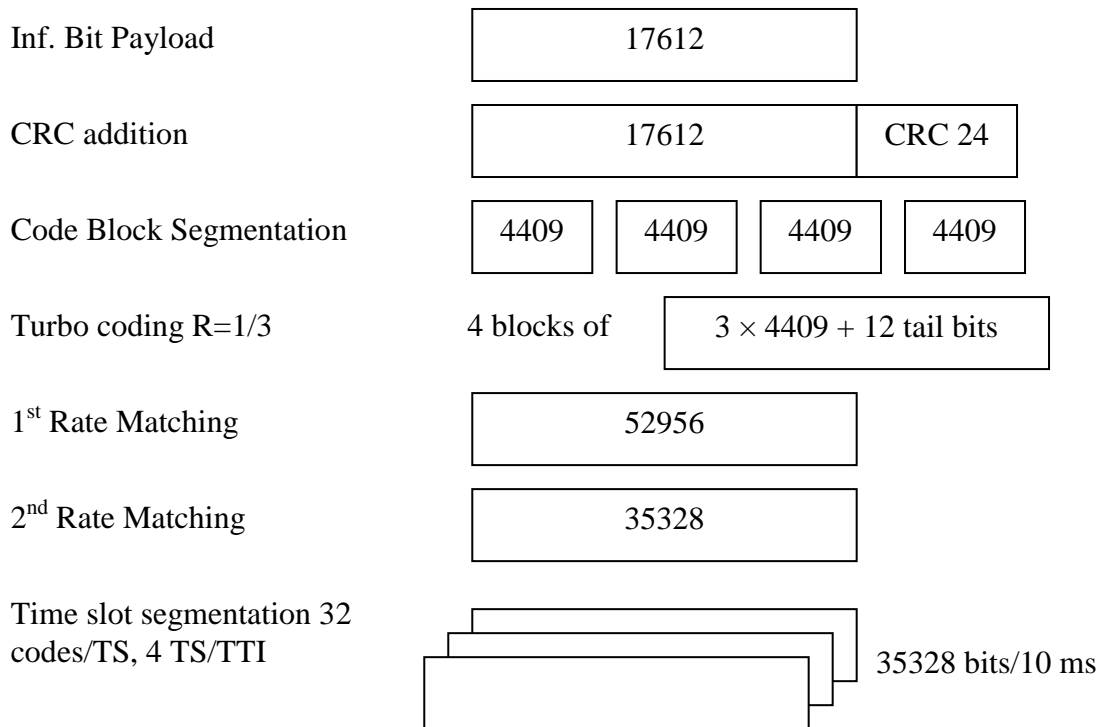 Inf. Bit Payload
17612
CRC addition
17612
CRC 24
Code Block Segmentation
4409
4409
4409
4409
Turbo coding R=1/3
4 blocks of
3 × 4409 + 12 tail bits
1st Rate Matching
52956
2nd Rate Matching
35328
Time slot segmentation 32
codes/TS, 4 TS/TTI
35328 bits/10 ms